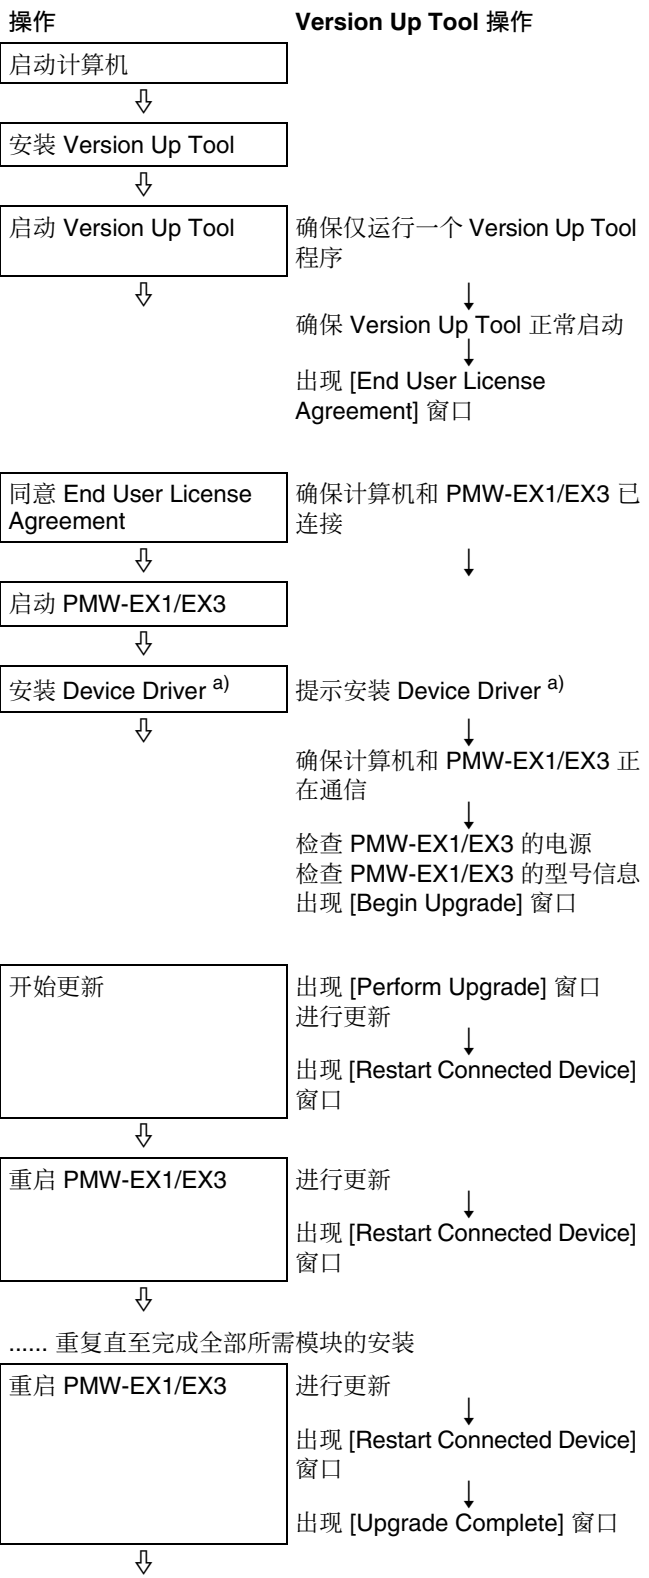 操作
Version Up Tool 操作
启动计算机
安装 Version Up Tool
启动 Version Up Tool
确保仅运行一个 Version Up Tool
程序
确保 Version Up Tool 正常启动
出现 [End User License
Agreement] 窗口
同意 End User License
Agreement
确保计算机和 PMW-EX1/EX3 已
连接
启动 PMW-EX1/EX3
安装 Device Driver a)
提示安装 Device Driver a)
确保计算机和 PMW-EX1/EX3 正
在通信
检查 PMW-EX1/EX3 的电源
检查 PMW-EX1/EX3 的型号信息
出现 [Begin Upgrade] 窗口
开始更新
出现 [Perform Upgrade] 窗口
进行更新
出现 [Restart Connected Device]
窗口
重启 PMW-EX1/EX3
进行更新
出现 [Restart Connected Device]
窗口
...... 重复直至完成全部所需模块的安装
重启 PMW-EX1/EX3
进行更新
出现 [Restart Connected Device]
窗口
出现 [Upgrade Complete] 窗口